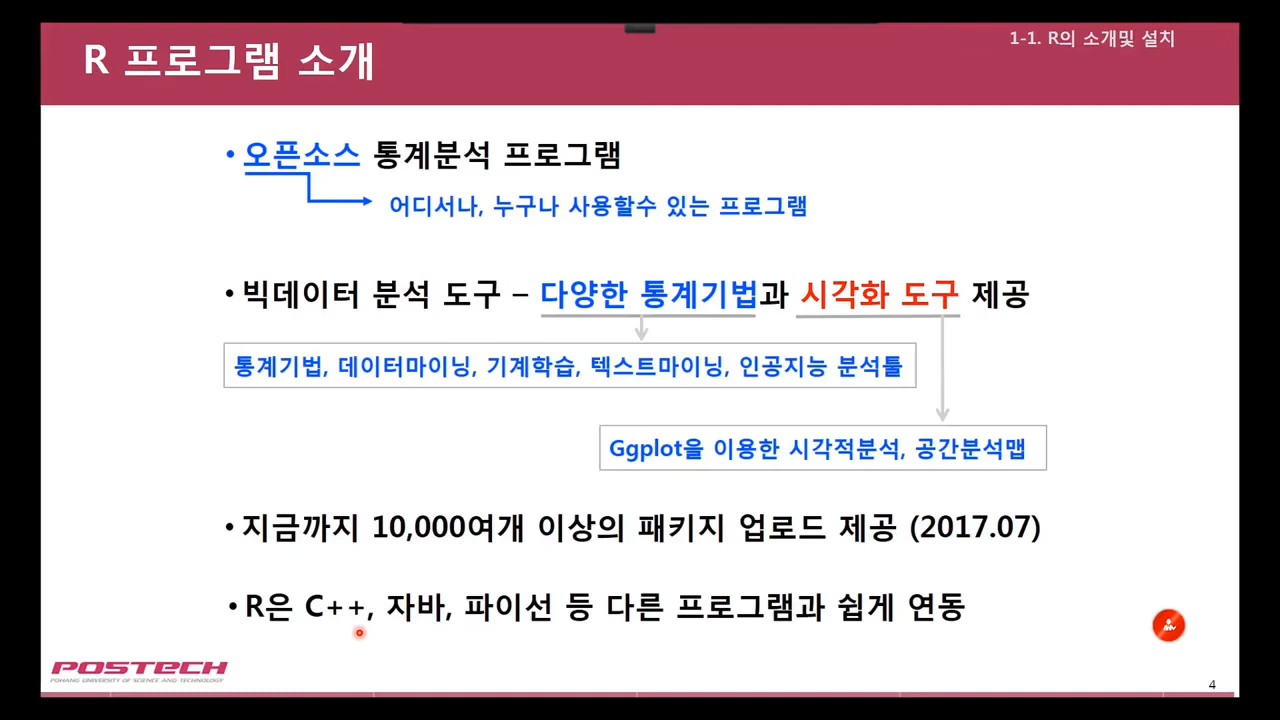 1-1. R의 소개및 설치
R 프로그램 소개
• 오픈소스 통계분석 프로그램
어디서나, 누구나 사용할수 있는 프로그램
• 빅데이터 분석 도구 – 다양한 통계기법과 시각화 도구 제공
통계기법, 데이터마이닝, 기계학습, 텍스트마이닝, 인공지능 분석툴
Ggplot을 이용한 시각적분석, 공간분석맵
• 지금까지 10,000여개 이상의 패키지 업로드 제공 (2017.07)
• R은 C++, 자바, 파이선 등 다른 프로그램과 쉽게 연동
POSTECH
POHANG UNIVERSITY OF SCIENCE AND TECHNOLOGY
4